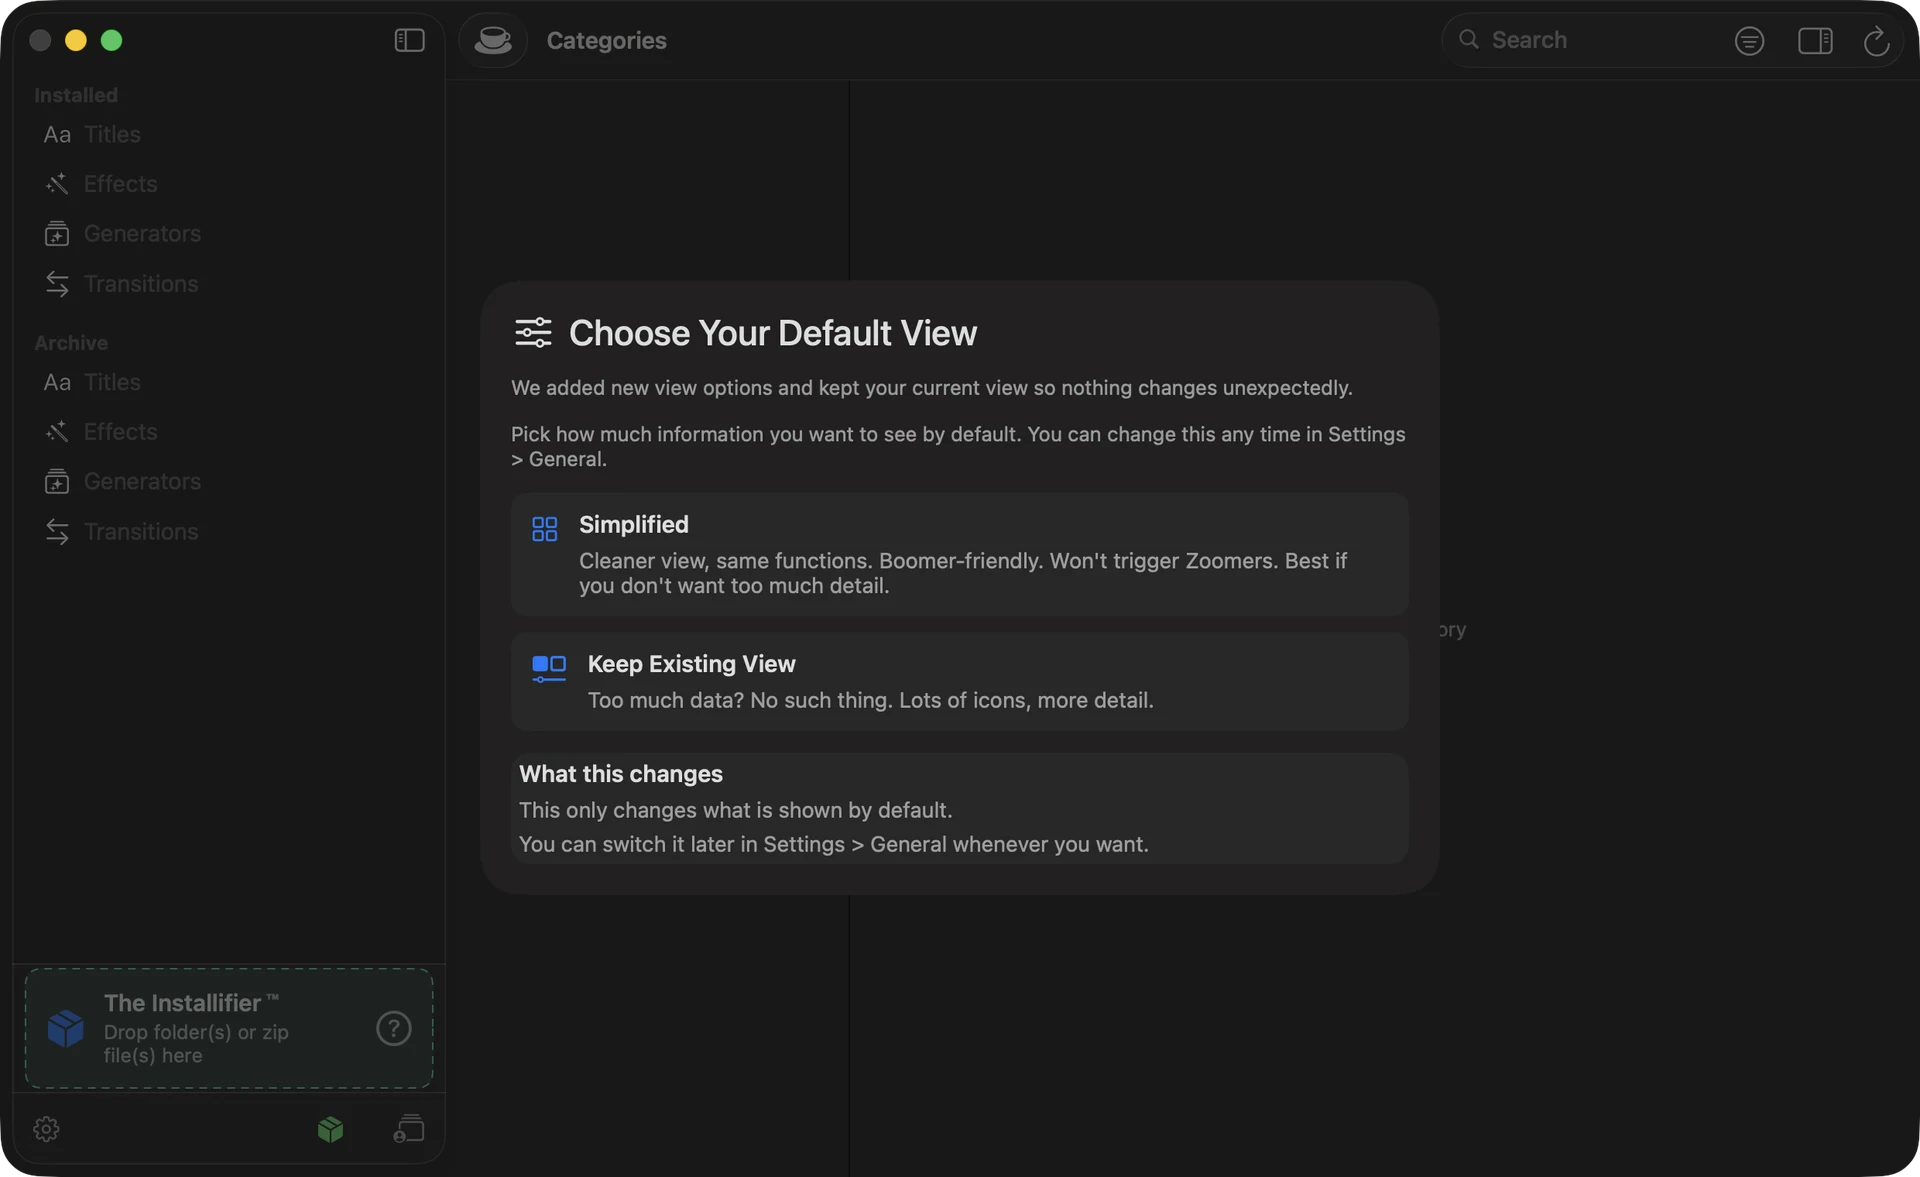 Categories
Search
Installed
Aa Titles
Effects
Generators
Transitions
Archive
Aa Titles
Effects
Generators
Transitions
Choose Your Default View
We added new view options and kept your current view so nothing changes unexpectedly.
Pick how much information you want to see by default. You can change this any time in Settings
> General.
Simplified
Cleaner view, same functions. Boomer-friendly. Won't trigger Zoomers. Best if
you don't want too much detail.
Keep Existing View
Too much data? No such thing. Lots of icons, more detail.
What this changes
This only changes what is shown by default.
You can switch it later in Settings > General whenever you want.
ory
The Installifier™
Drop folder(s) or zip
file(s) here
?